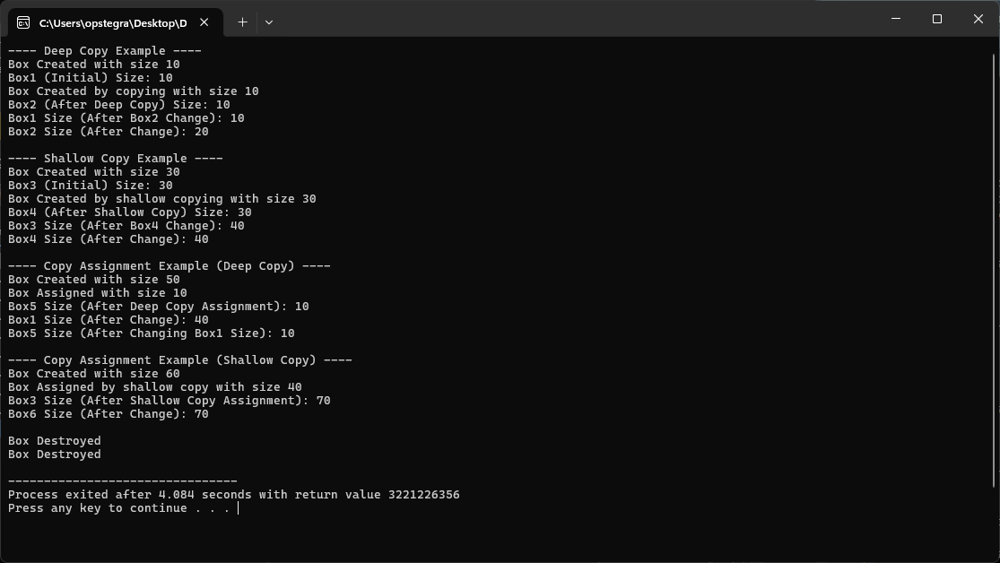 C:\Users\opstegra\Desktop\D
---- Deep Copy Example ----
Box Created with size 10
Box1 (Initial) Size: 10
Box Created by copying with size 10
Box2 (After Deep Copy) Size: 10
Box1 Size (After Box2 Change): 10
Box2 Size (After Change): 20

---- Shallow Copy Example ----
Box Created with size 30
Box3 (Initial) Size: 30
Box Created by shallow copying with size 30
Box4 (After Shallow Copy) Size: 30
Box3 Size (After Box4 Change): 40
Box4 Size (After Change): 40

---- Copy Assignment Example (Deep Copy) ----
Box Created with size 50
Box Assigned with size 10
Box5 Size (After Deep Copy Assignment): 10
Box1 Size (After Change): 40
Box5 Size (After Changing Box1 Size): 10

---- Copy Assignment Example (Shallow Copy) ----
Box Created with size 60
Box Assigned by shallow copy with size 40
Box3 Size (After Shallow Copy Assignment): 70
Box6 Size (After Change): 70

Box Destroyed
Box Destroyed

--------------------------------
Process exited after 4.084 seconds with return value 3221226356
Press any key to continue . . .